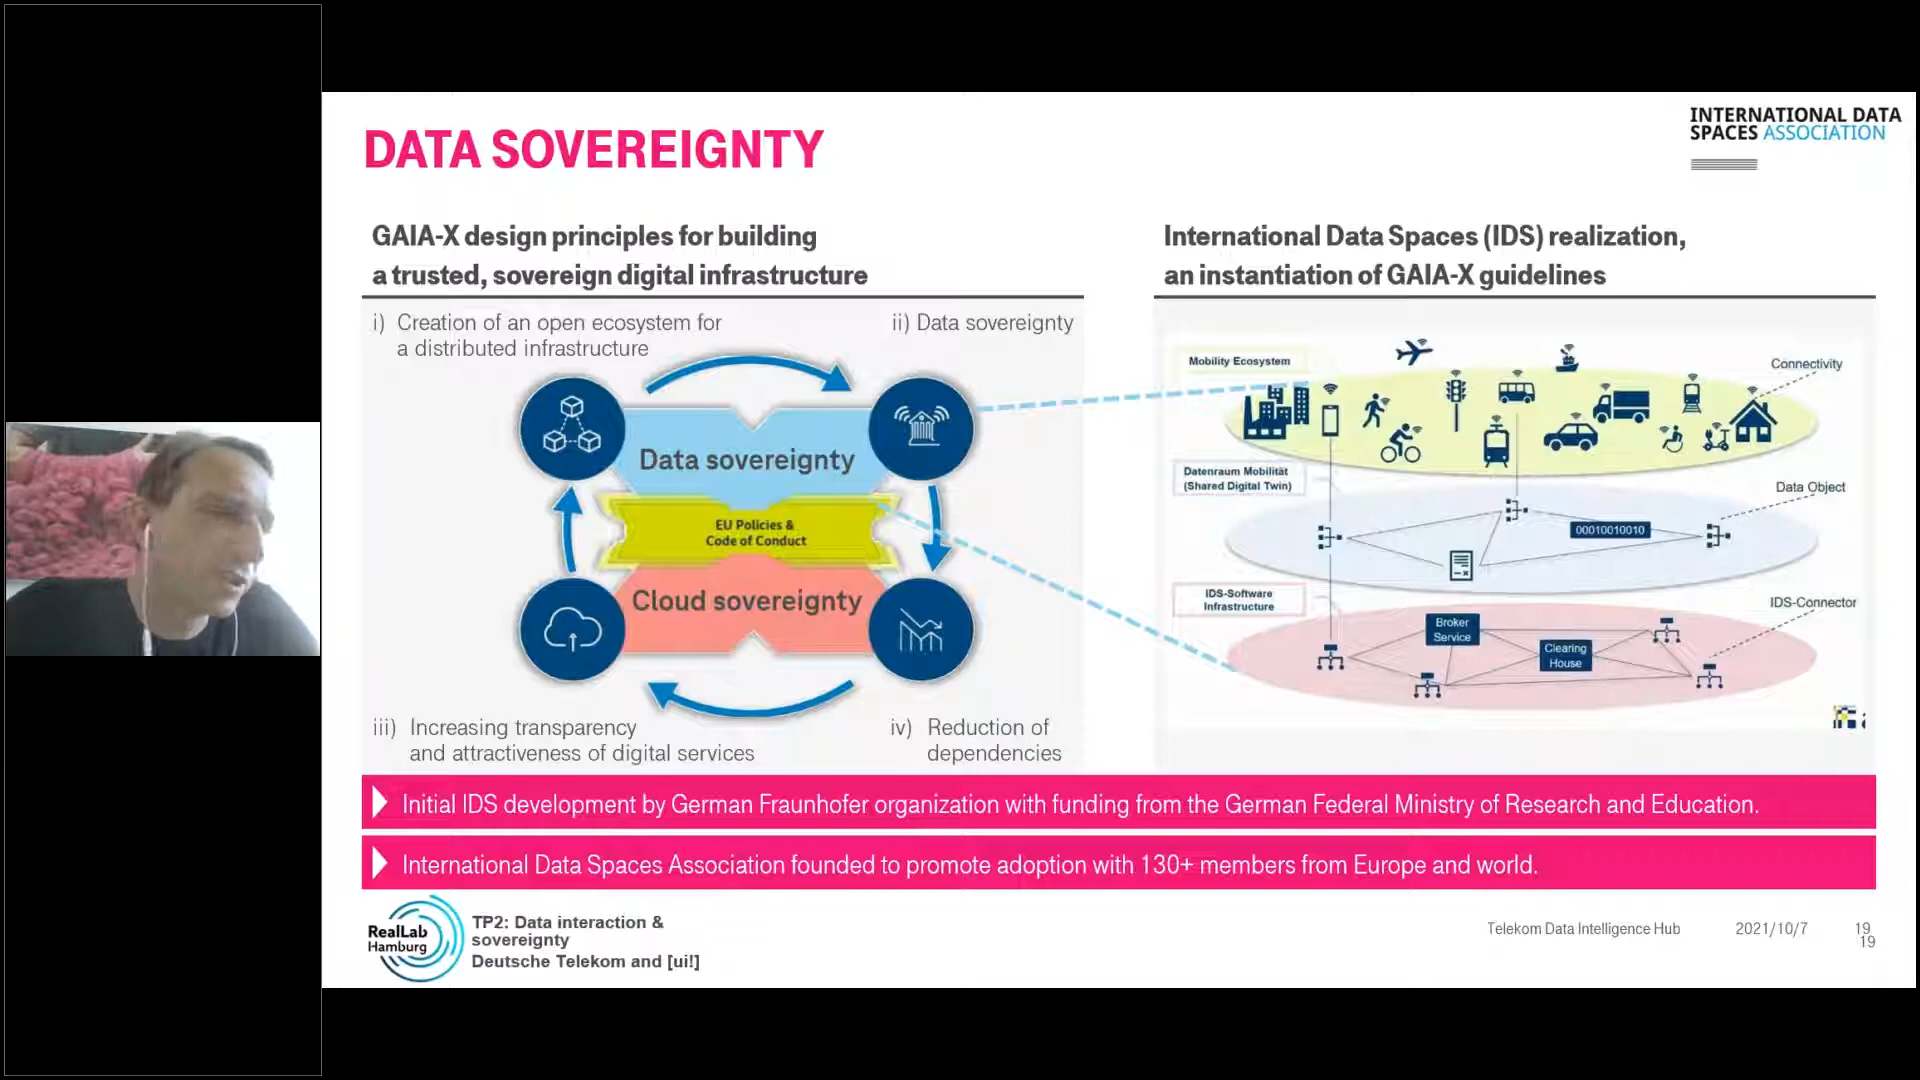 DATA SOVEREIGNTY
INTERNATIONAL DATA
SPACES ASSOCIATION
GAIA-X design principles for building
a trusted, sovereign digital infrastructure
i) Creation of an open ecosystem for
a distributed infrastructure
ii) Data sovereignty
Data sovereignty
EU Policies &
Code of Conduct
Cloud sovereignty
iii) Increasing transparency
and attractiveness of digital services
iv) Reduction of
dependencies
International Data Spaces (IDS) realization,
an instantiation of GAIA-X guidelines
Mobility Ecosystem
Connectivity
Datenraum Mobilität
(Shared Digital Twin)
Data Object
00010010010
IDS-Software
Infrastructure
IDS-Connector
Broker
Service
Clearing
House
Initial IDS development by German Fraunhofer organization with funding from the German Federal Ministry of Research and Education.
International Data Spaces Association founded to promote adoption with 130+ members from Europe and world.
RealLab
Hamburg
TP2: Data interaction &
sovereignty
Deutsche Telekom and [ui!]
Telekom Data Intelligence Hub
2021/10/7
19
19